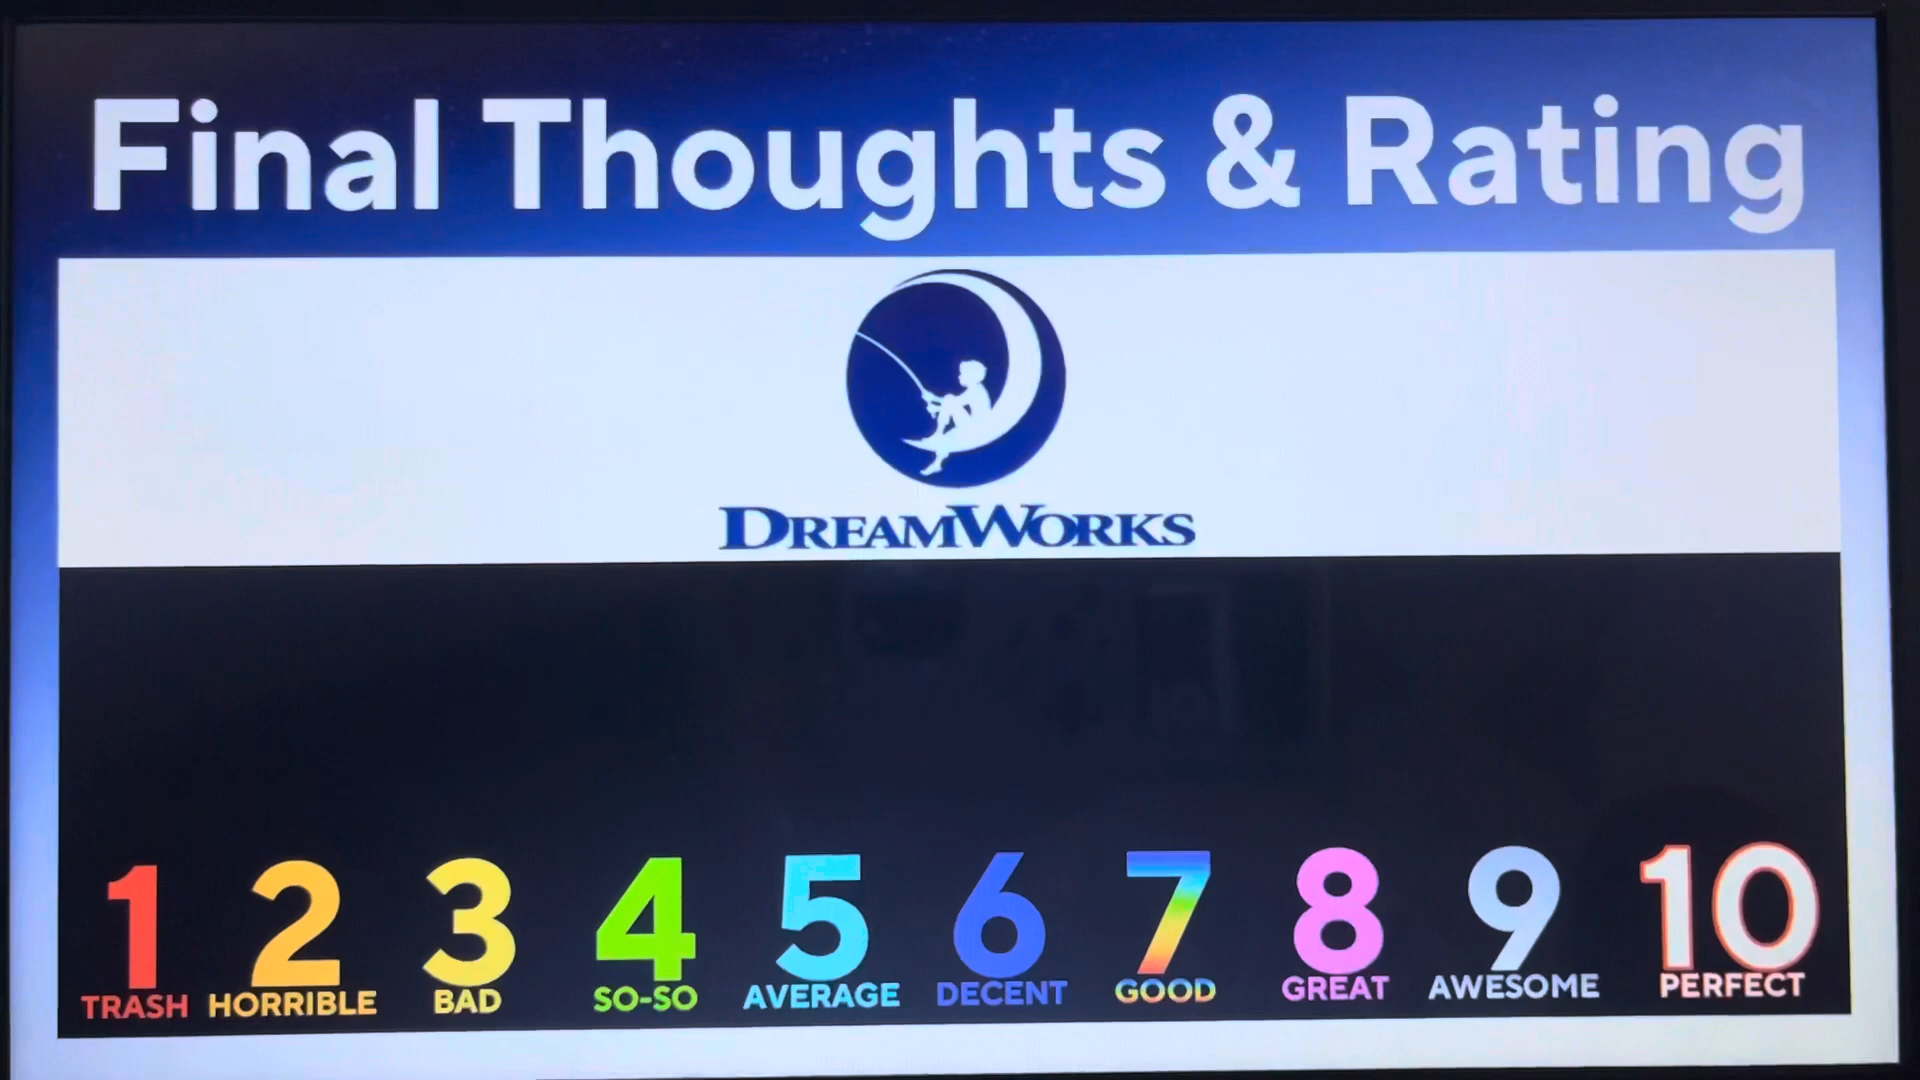 Final Thoughts & Rating
DREAMWORKS
1 2 3 4 5 6 7 8 9 10
TRASH HORRIBLE BAD SO-SO AVERAGE DECENT GOOD GREAT AWESOME PERFECT